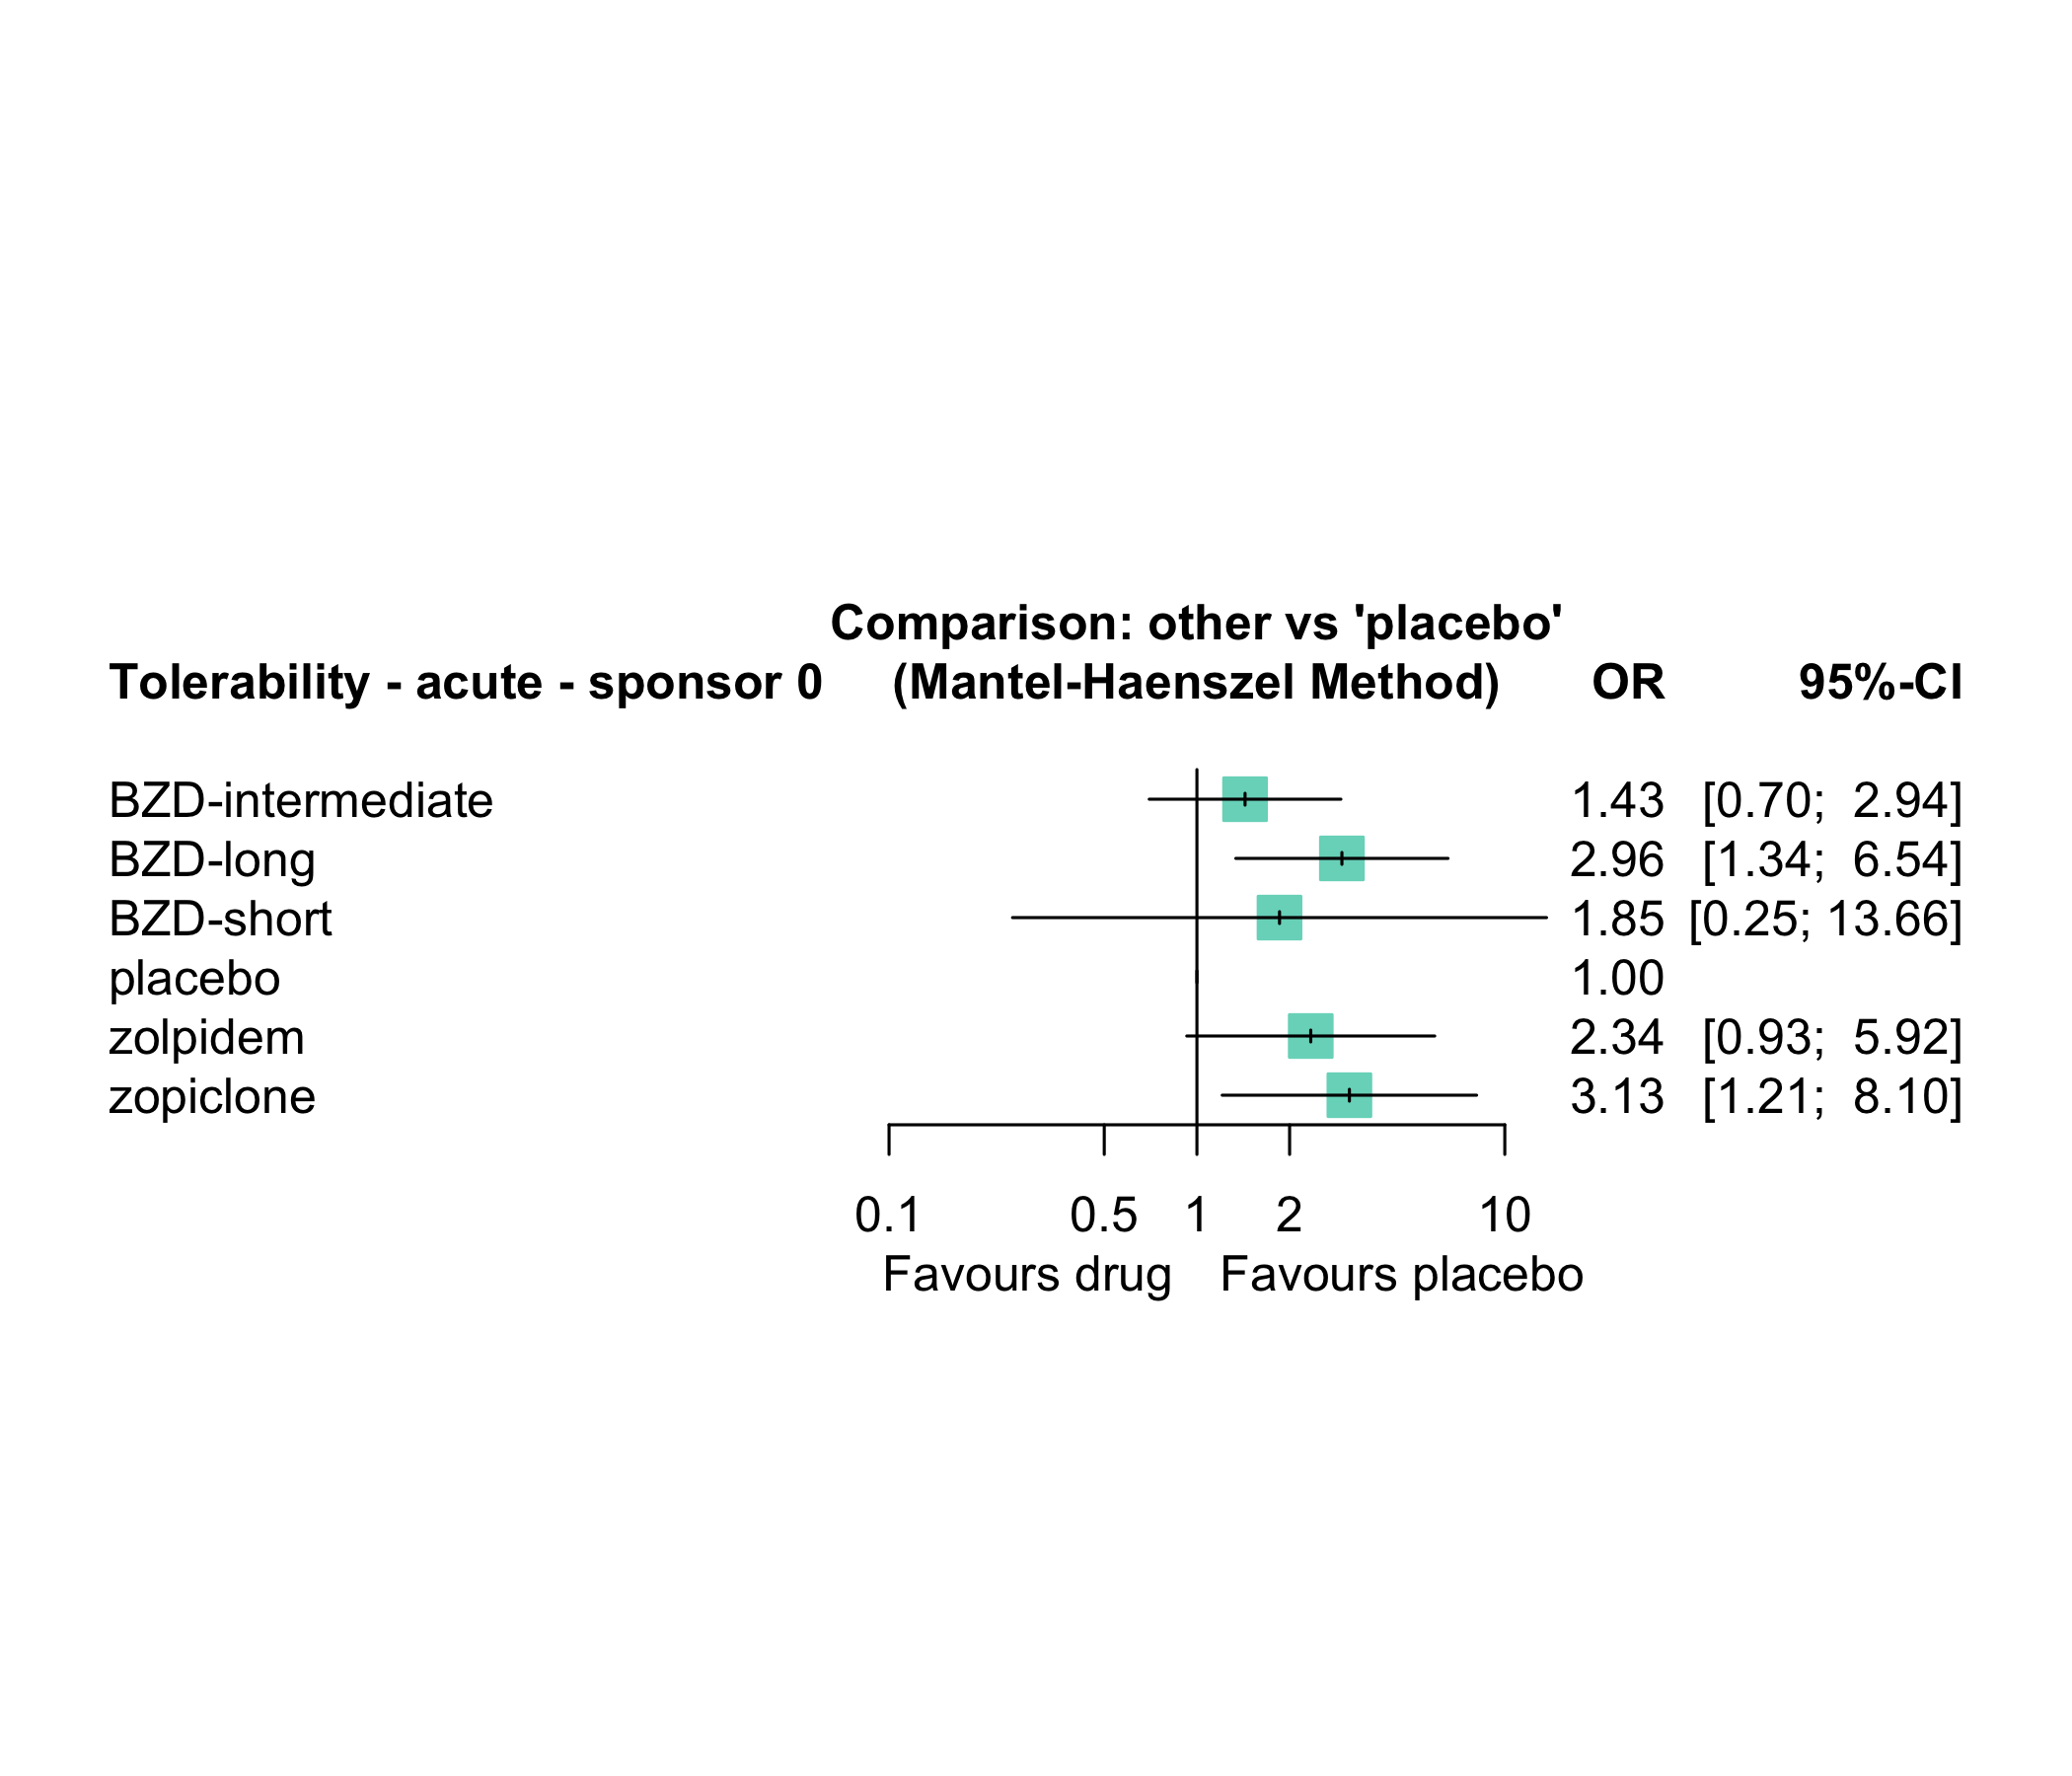 Comparison: other vs 'placebo'
Tolerability - acute - sponsor 0 (Mantel-Haenszel Method) OR 95%-CI
BZD-intermediate 1.43 [0.70; 2.94]
BZD-long 2.96 [1.34; 6.54]
BZD-short 1.85 [0.25; 13.66]
placebo 1.00
zolpidem 2.34 [0.93; 5.92]
zopiclone 3.13 [1.21; 8.10]
0.1 0.5 1 2 10
Favours drug Favours placebo